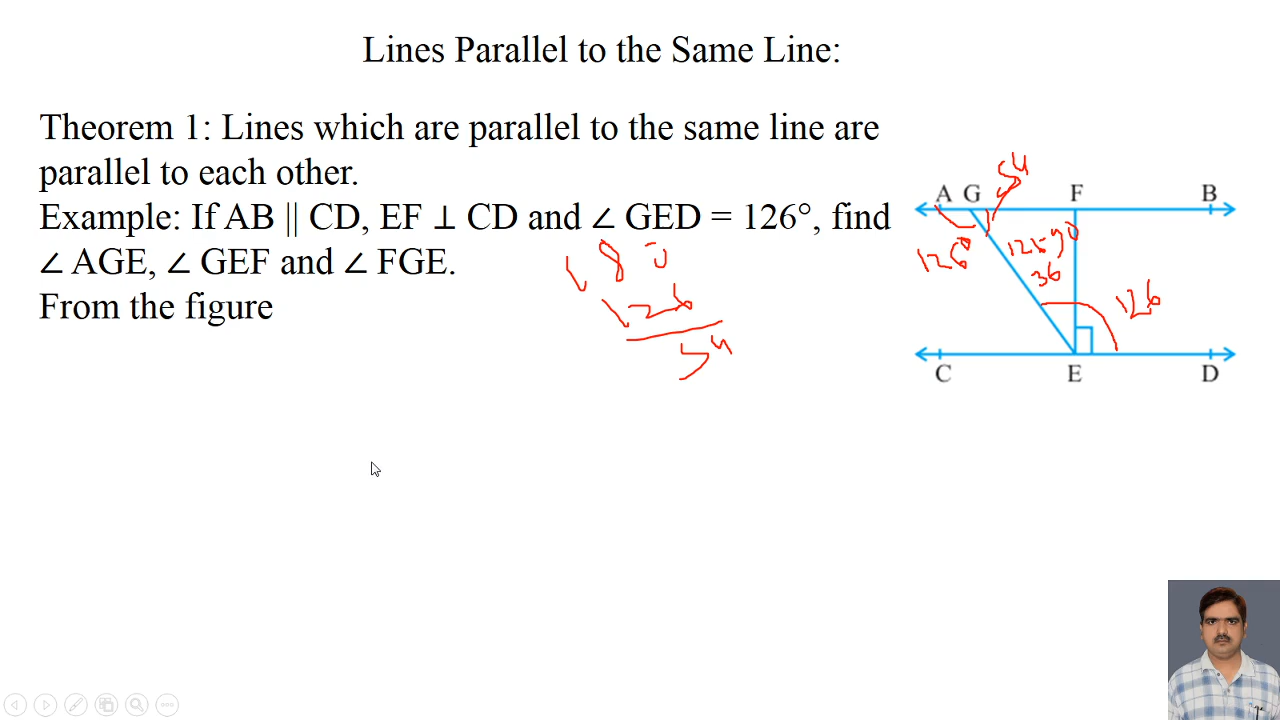 Lines Parallel to the Same Line:
Theorem 1: Lines which are parallel to the same line are
parallel to each other.
Example: If AB || CD, EF ⊥ CD and ∠ GED = 126°, find
∠ AGE, ∠ GEF and ∠ FGE.
From the figure
180
126
54
54
A G F B
126°
90
36
126
C E D